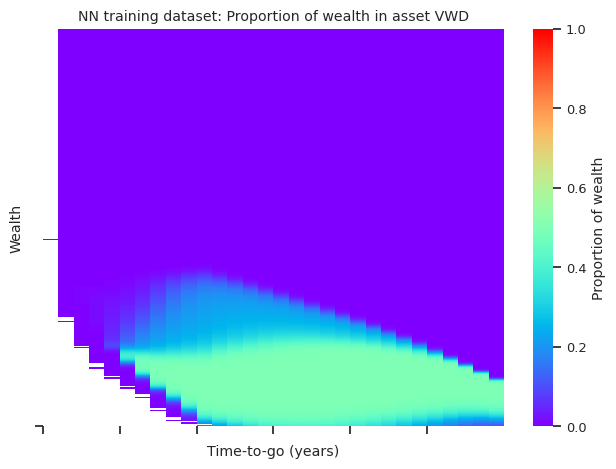 NN training dataset: Proportion of wealth in asset VWD
Wealth
Time-to-go (years)
1.0
0.8
0.6
0.4
0.2
0.0
Proportion of wealth